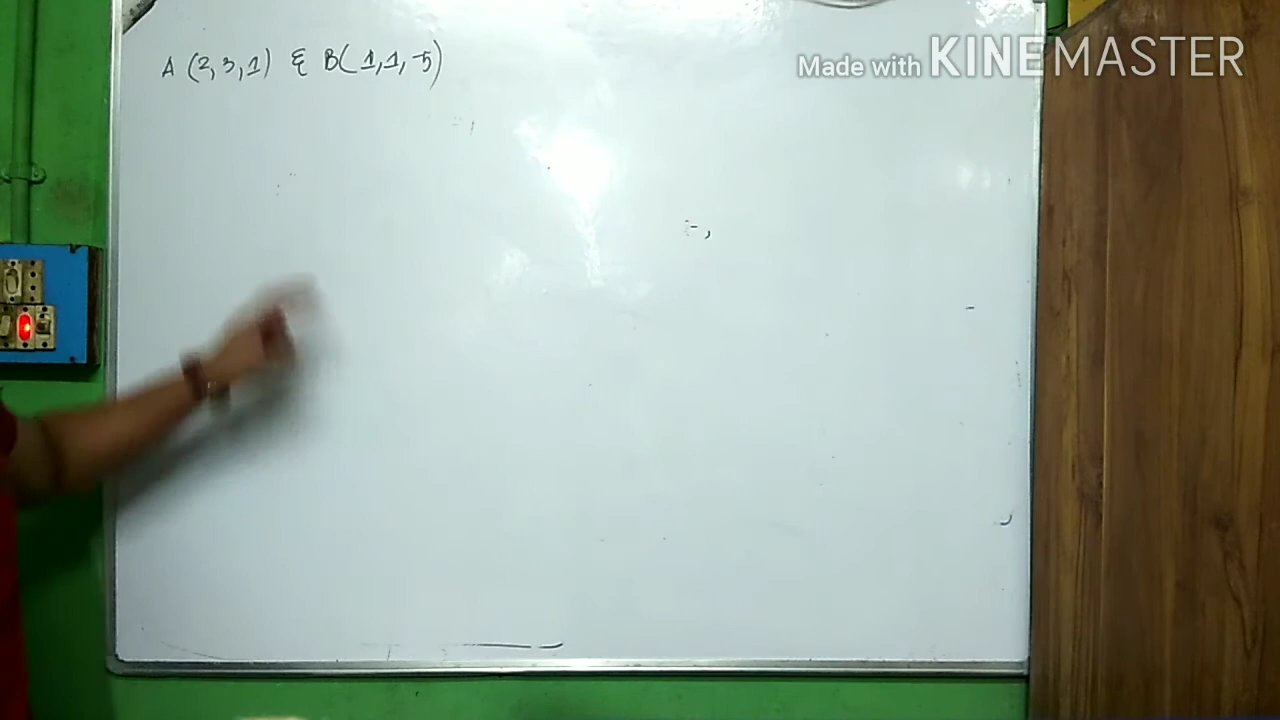 A (2, 3, 1) & B(1, 1, -5)
Made with KINEMASTER